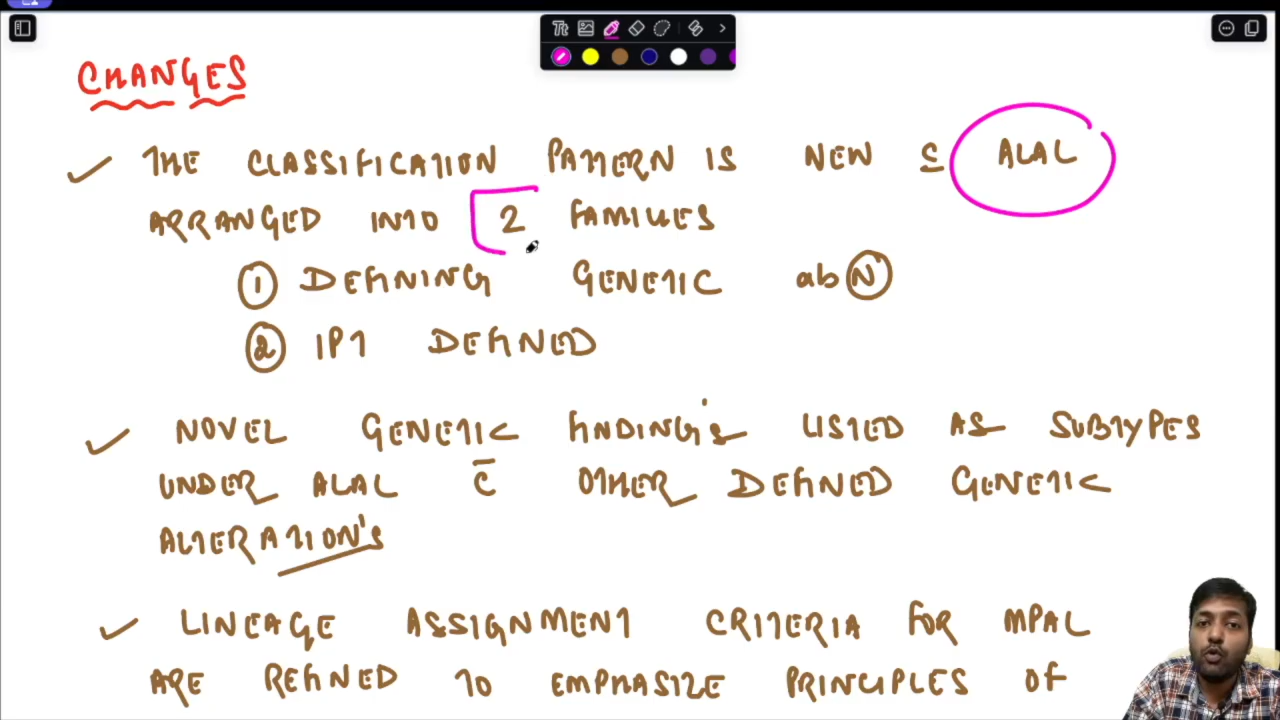 CHANGES
THE CLASSIFICATION PATTERN IS NEW c̄ ALAL
ARRANGED INTO 2 FAMILIES
① DEFINING GENETIC abN
② IPT DEFINED
NOVEL GENETIC FINDING'S LISTED AS SUBTYPES
UNDER ALAL c̄ OTHER DEFINED GENETIC
ALTERATION'S
LINEAGE ASSIGNMENT CRITERIA FOR MPAL
ARE REFINED TO EMPHASIZE PRINCIPLES OF